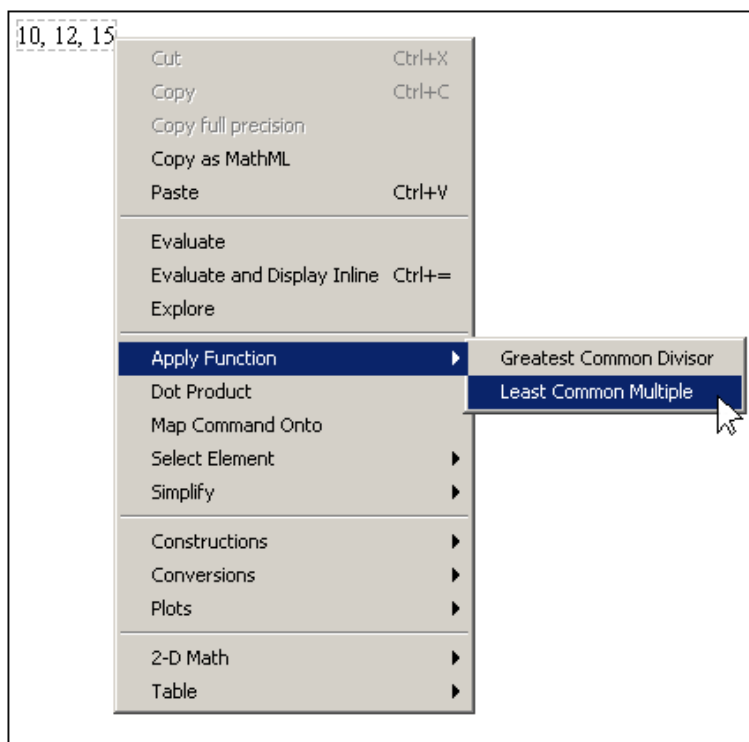 10, 12, 15
Cut Ctrl+X
Copy Ctrl+C
Copy full precision
Copy as MathML
Paste Ctrl+V
Evaluate
Evaluate and Display Inline Ctrl+=
Explore
Apply Function
Greatest Common Divisor
Dot Product
Least Common Multiple
Map Command Onto
Select Element
Simplify
Constructions
Conversions
Plots
2-D Math
Table